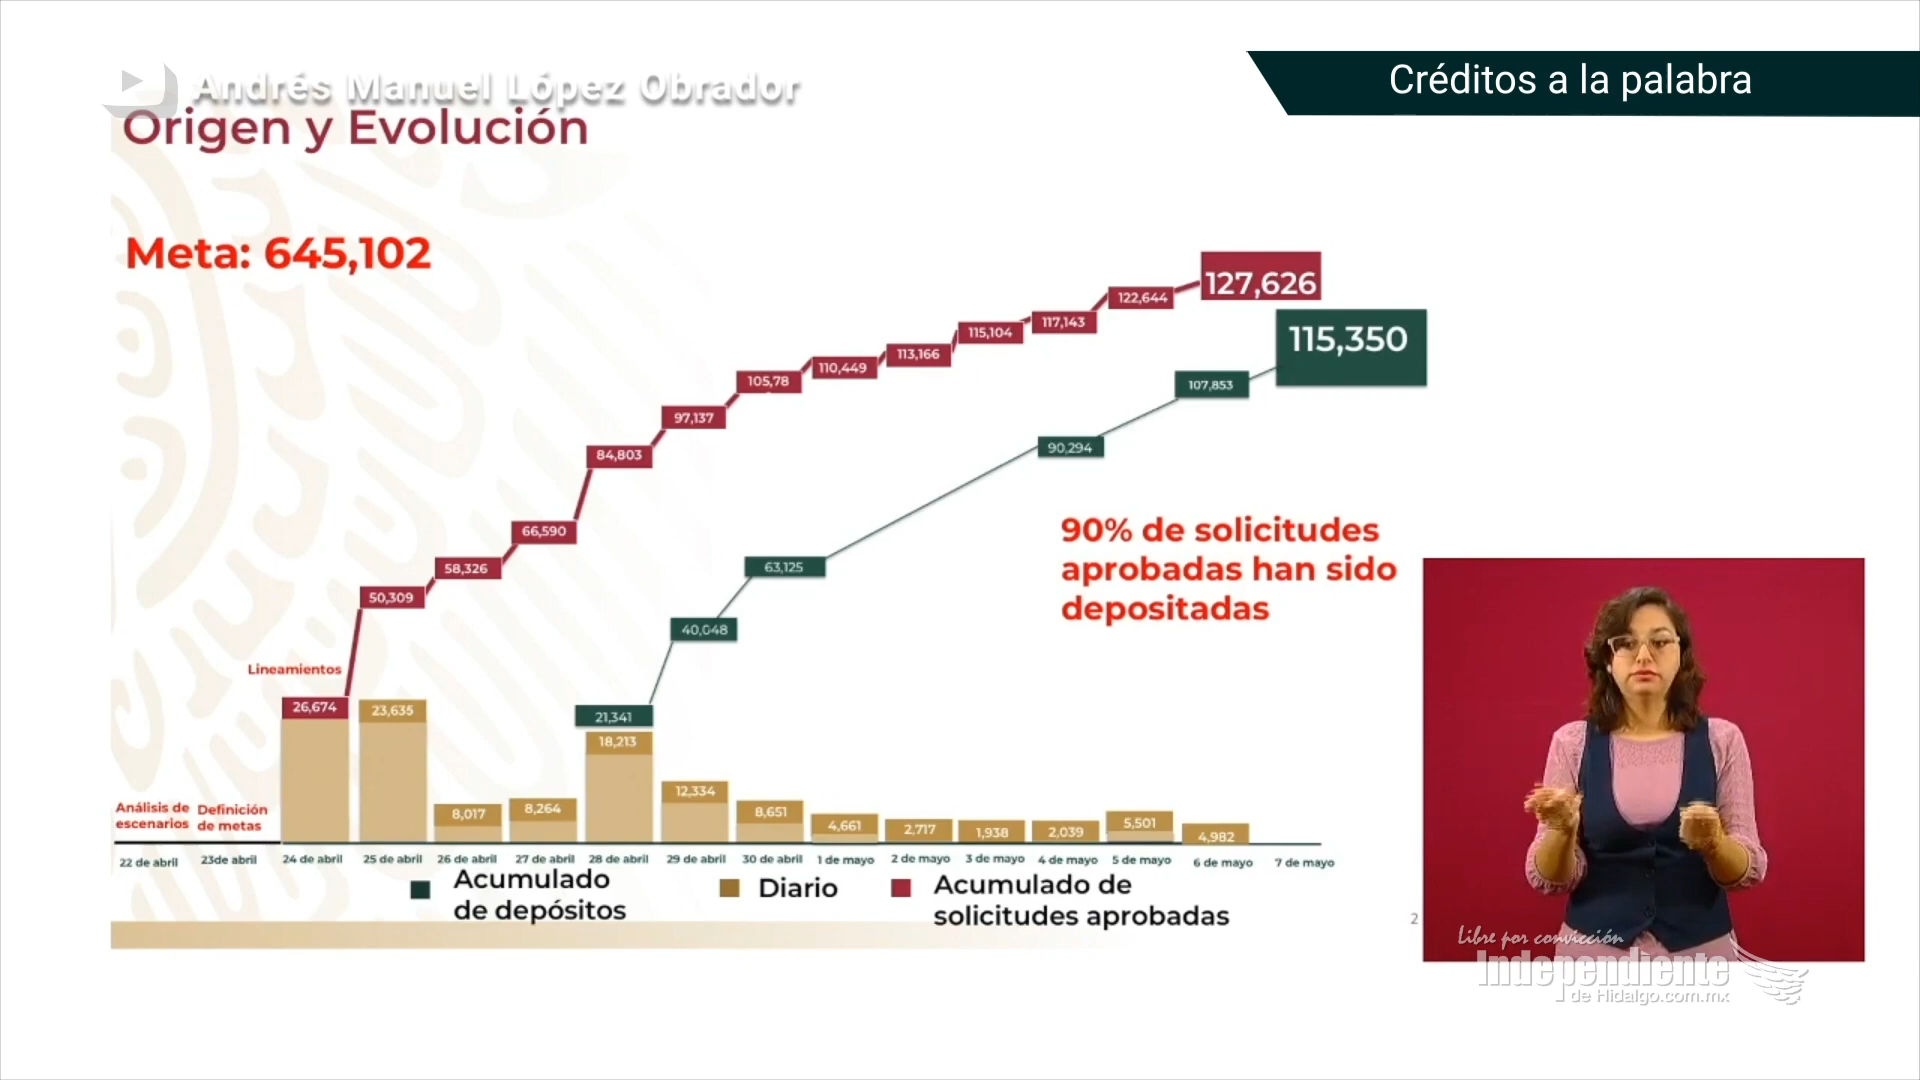 Andrés Manuel López Obrador
Créditos a la palabra
Origen y Evolución
Meta: 645,102
127,626
122,644
117,143
115,104
113,166
110,449
105,78
97,137
84,803
66,590
58,326
50,309
26,674
115,350
107,853
90,294
63,125
40,048
21,341
90% de solicitudes
aprobadas han sido
depositadas
Lineamientos
Análisis de
escenarios
Definición
de metas
23,635
8,017
8,264
18,213
12,334
8,651
4,661
2,717
1,938
2,039
5,501
4,982
22 de abril
23de abril
24 de abril
25 de abril
26 de abril
27 de abril
28 de abril
29 de abril
30 de abril
1 de mayo
2 de mayo
3 de mayo
4 de mayo
5 de mayo
6 de mayo
7 de mayo
Acumulado
de depósitos
Diario
Acumulado de
solicitudes aprobadas
2
Libre por convicción
Independiente
de Hidalgo.com.mx